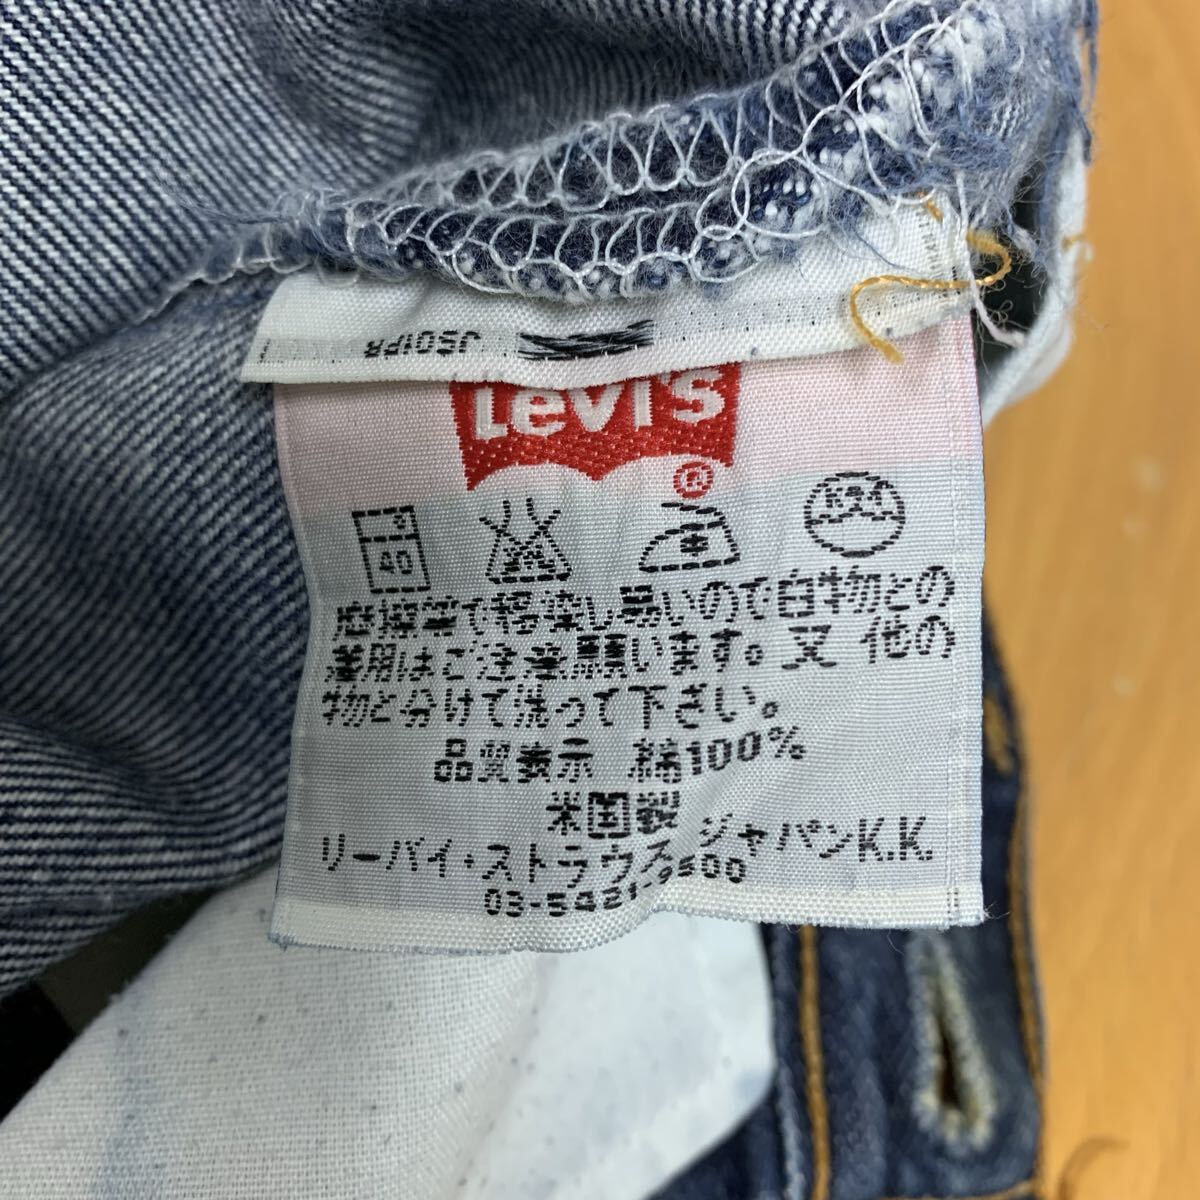 JS01PR
Levi's
®
40
摩擦等で移染し易いので白物との
着用はご注意願います。又 他の
物と分けて洗って下さい。
品質表示 綿100%
米国製
リーバイ・ストラウス ジャパンK.K.
03-5421-9500